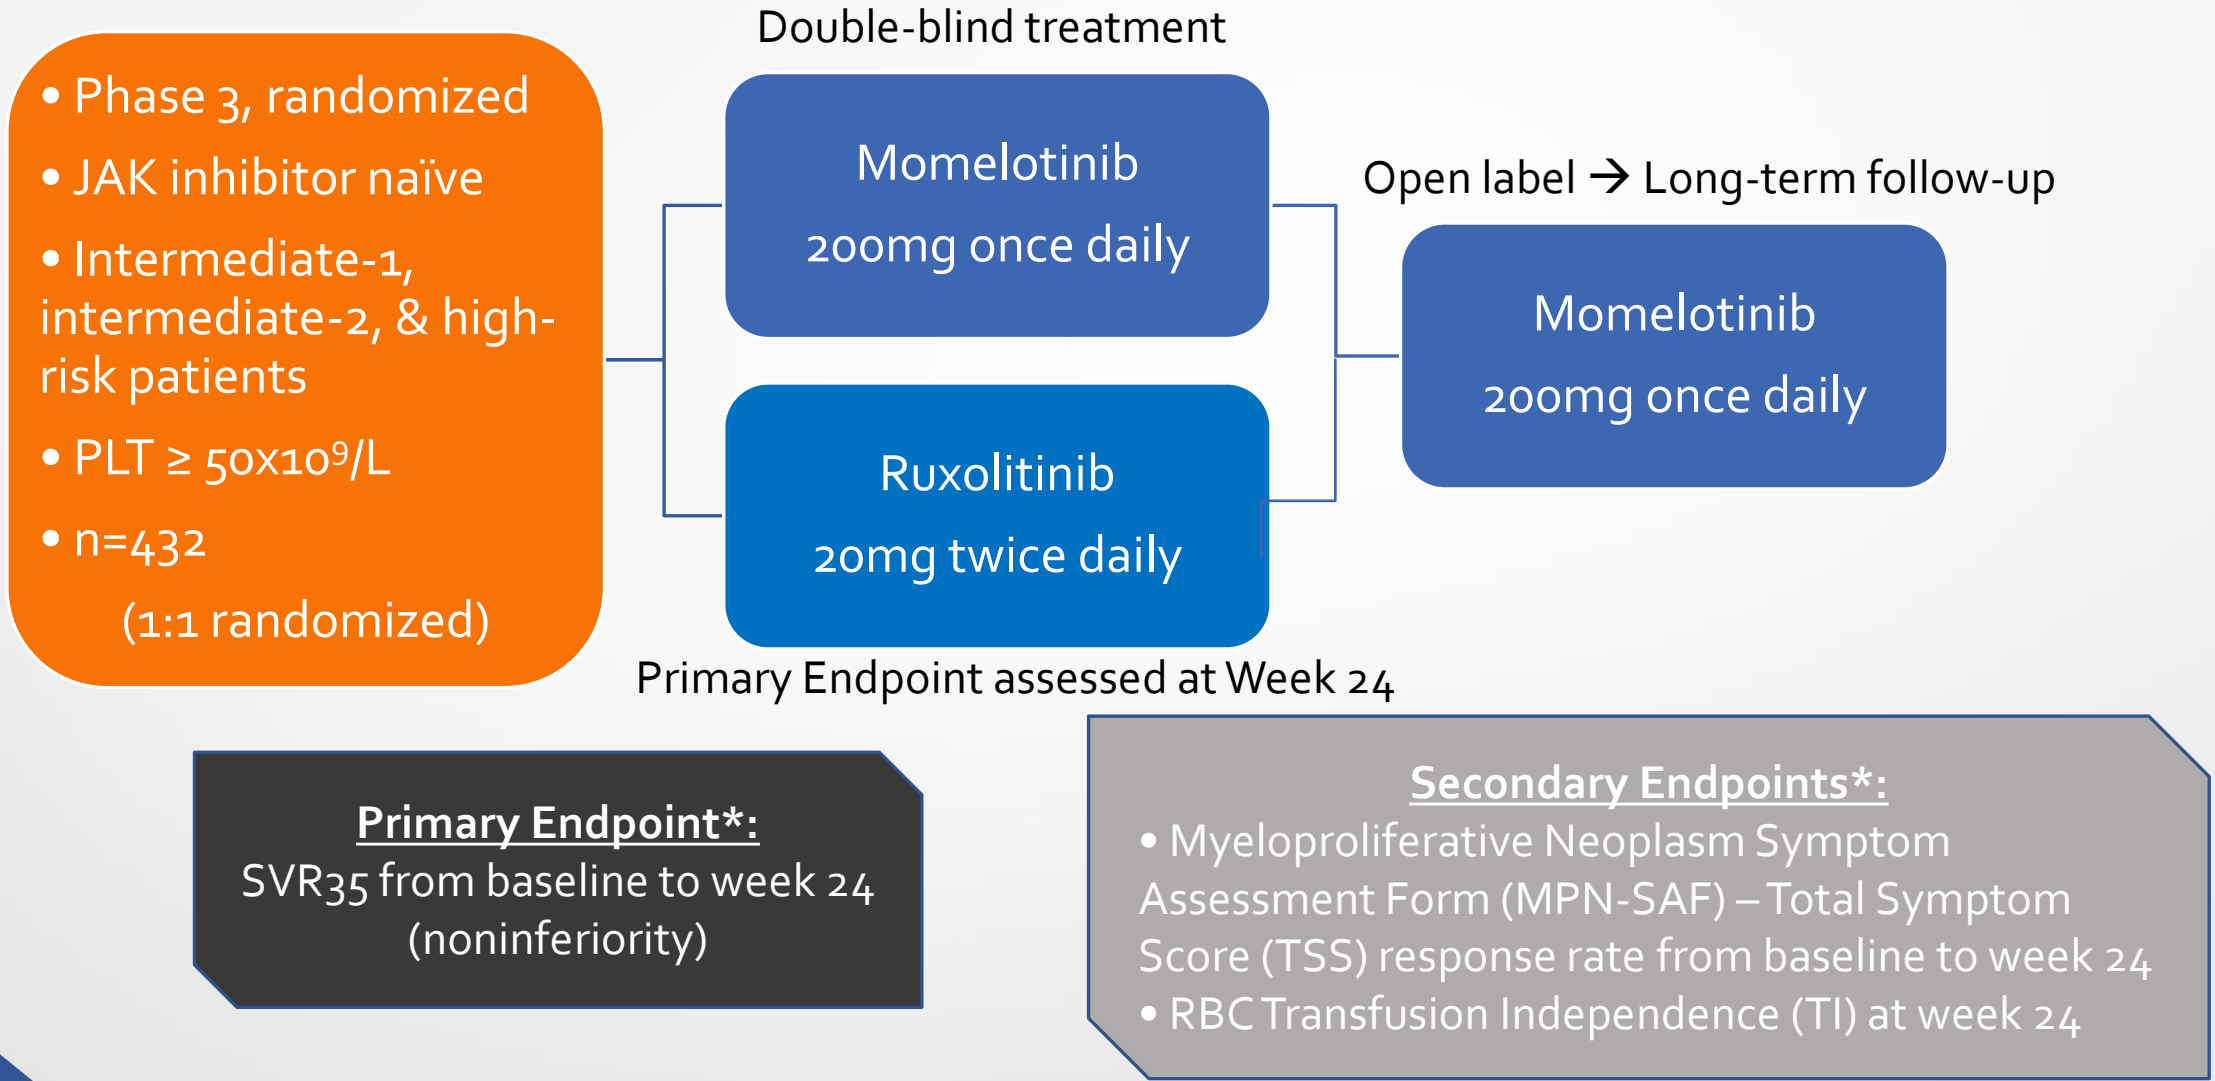 Double-blind treatment
• Phase 3, randomized
• JAK inhibitor naïve
• Intermediate-1,
intermediate-2, & high-
risk patients
• PLT ≥ 50x10⁹/L
• n=432
(1:1 randomized)
Momelotinib
200mg once daily
Ruxolitinib
20mg twice daily
Open label → Long-term follow-up
Momelotinib
200mg once daily
Primary Endpoint assessed at Week 24
Primary Endpoint*:
SVR35 from baseline to week 24
(noninferiority)
Secondary Endpoints*:
• Myeloproliferative Neoplasm Symptom
Assessment Form (MPN-SAF) – Total Symptom
Score (TSS) response rate from baseline to week 24
• RBC Transfusion Independence (TI) at week 24